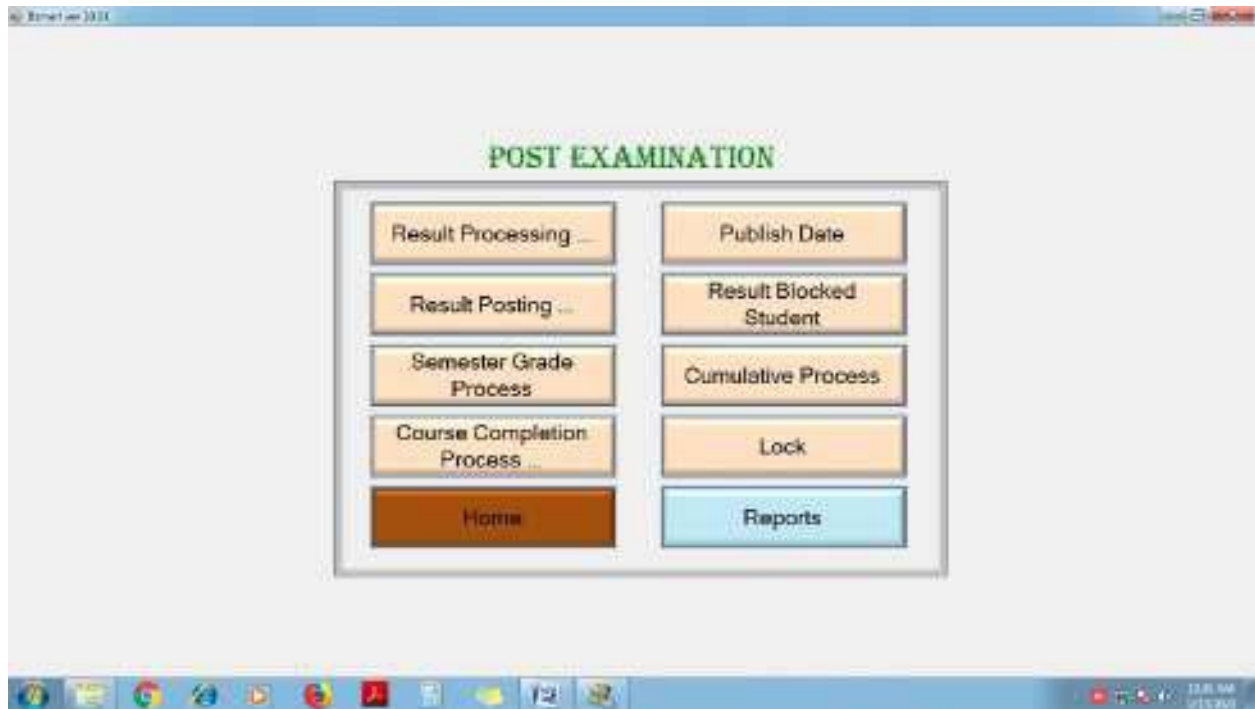 POST EXAMINATION
Result Processing ...
Publish Date
Result Posting ...
Result Blocked
Student
Semester Grade
Process
Cumulative Process
Course Completion
Process ...
Lock
Home
Reports